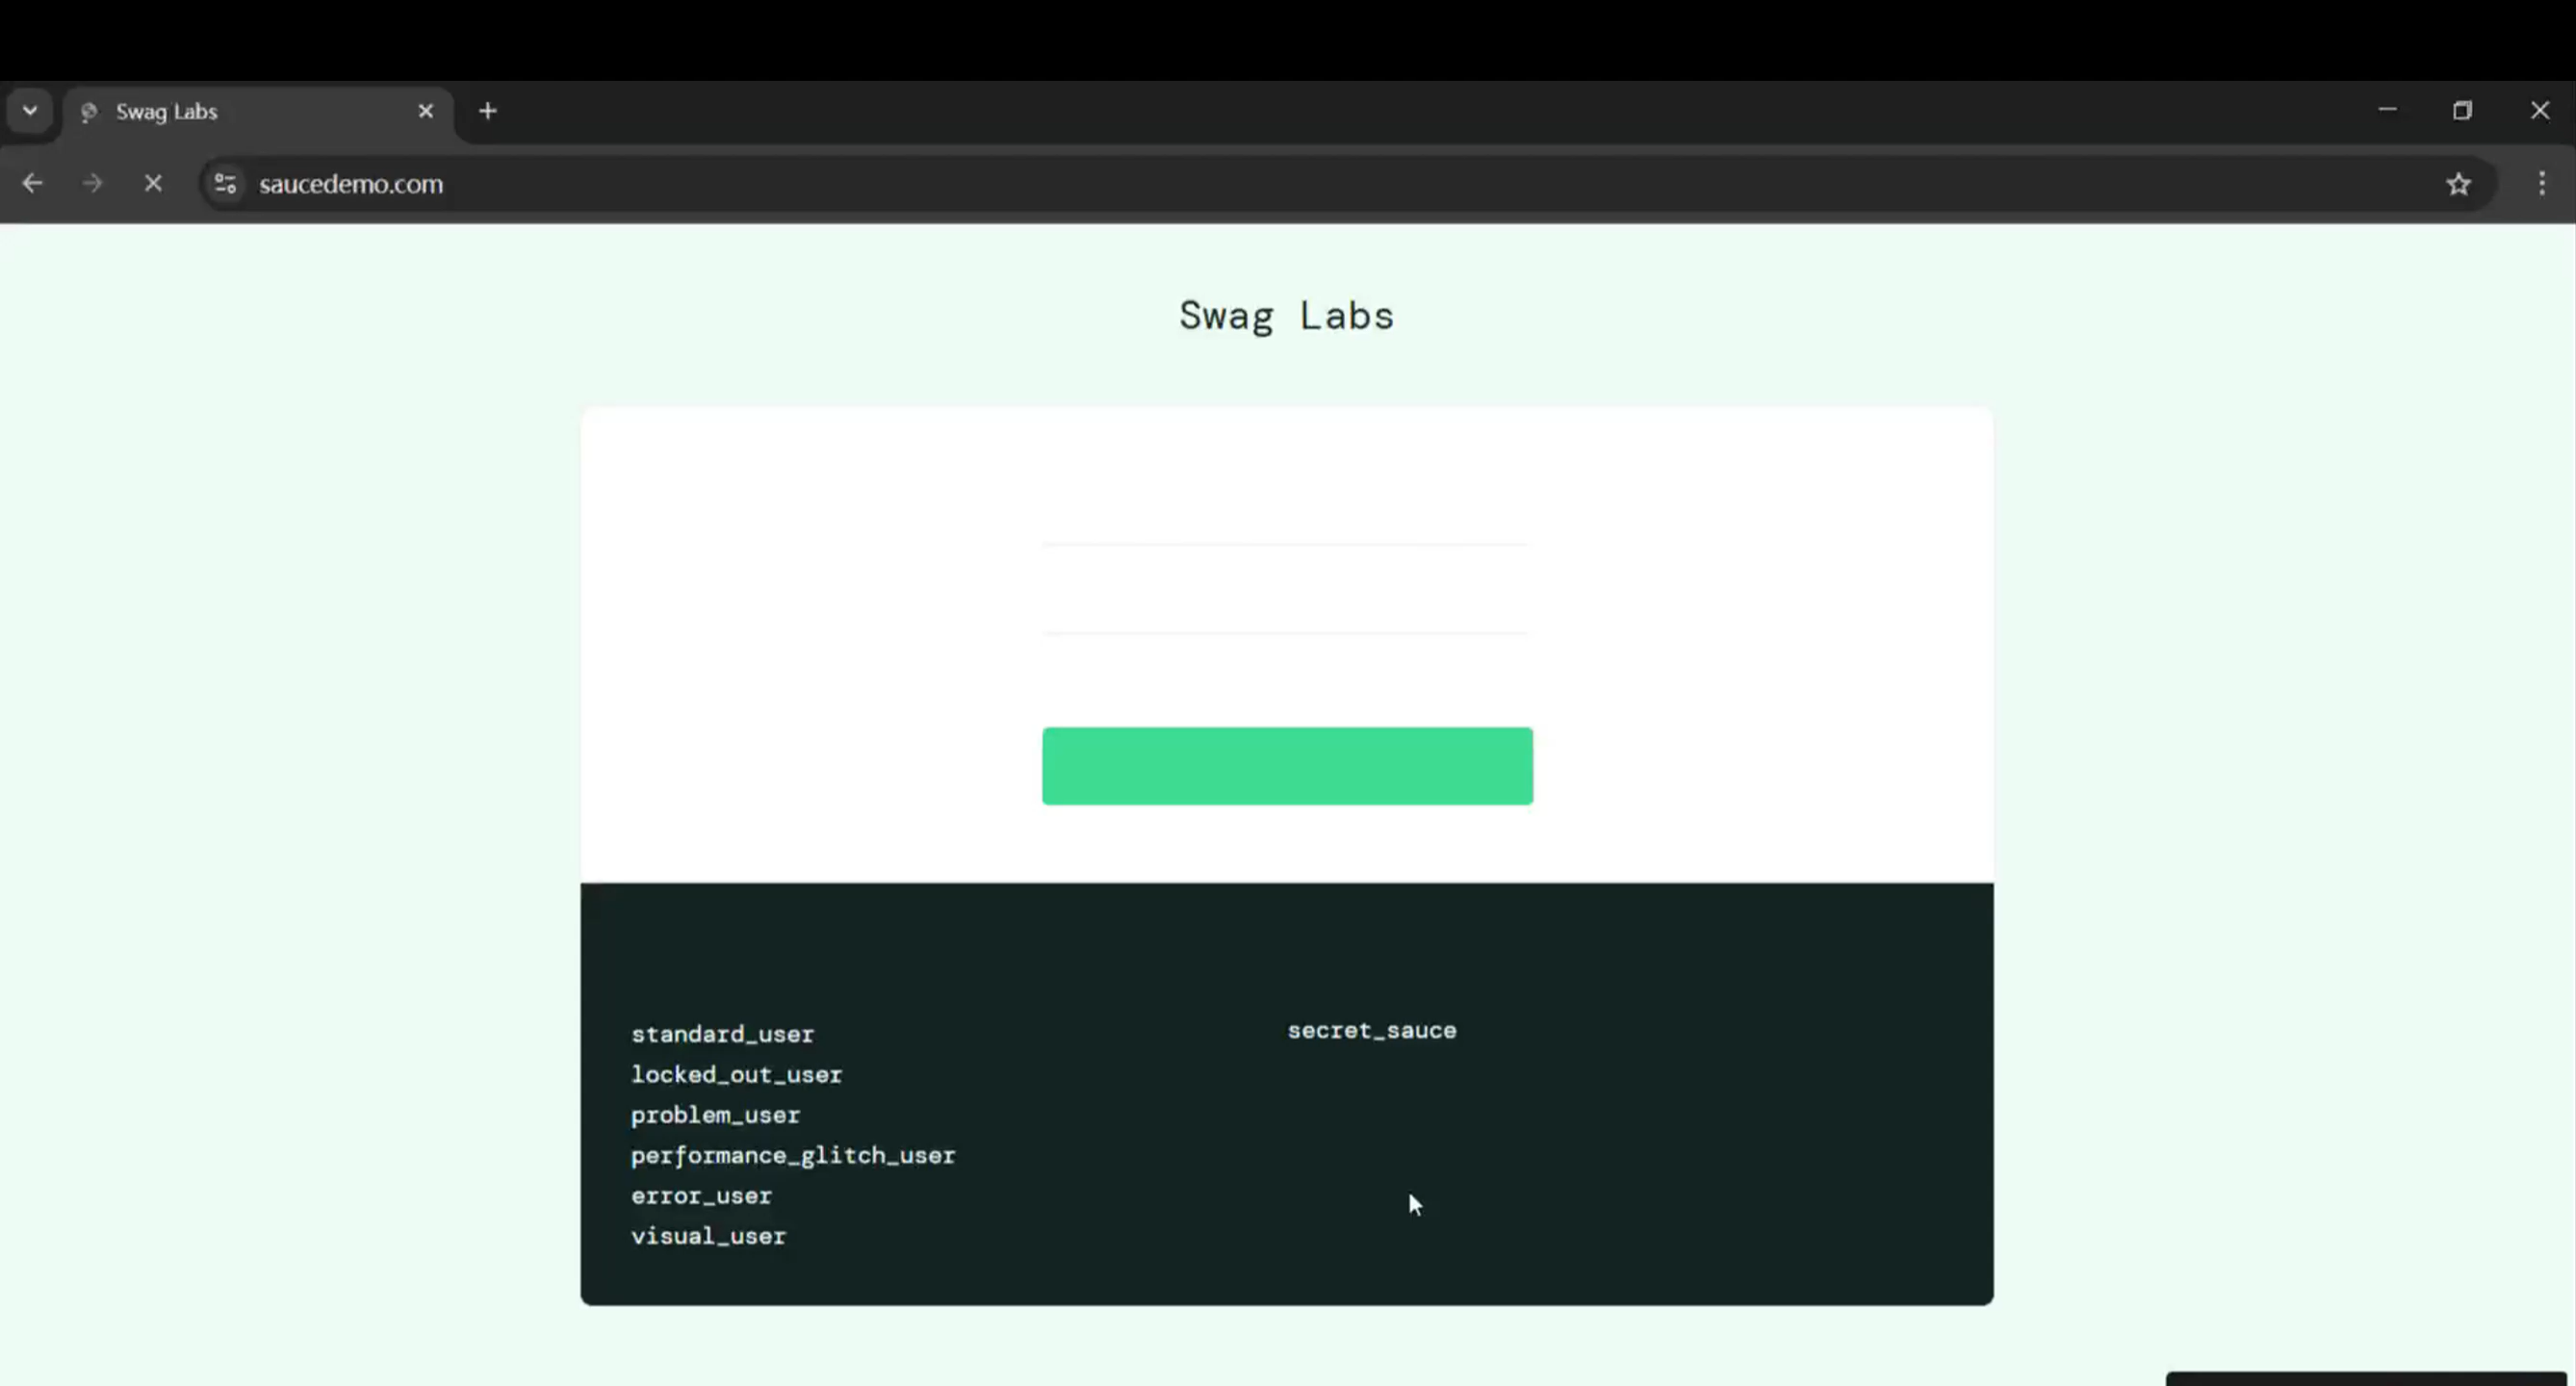 Swag Labs
saucedemo.com
Swag Labs
standard_user
locked_out_user
problem_user
performance_glitch_user
error_user
visual_user
secret_sauce